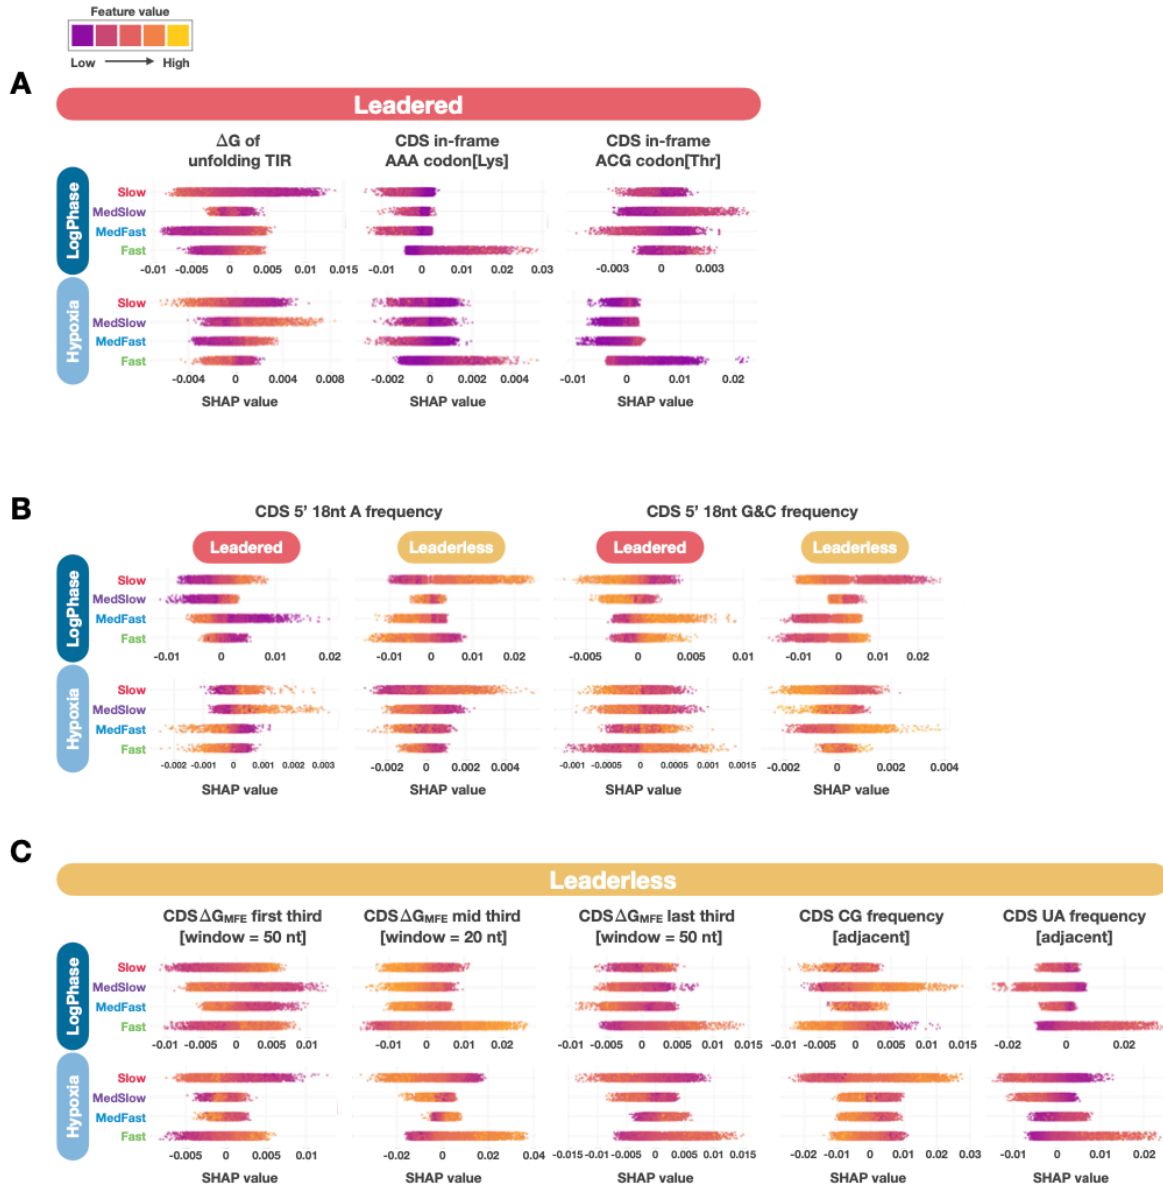 Feature value
Low High
A
Leadered
ΔG of unfolding TIR
CDS in-frame AAA codon[Lys]
CDS in-frame ACG codon[Thr]
LogPhase
Slow
MedSlow
MedFast
Fast
-0.01 -0.005 0 0.005 0.01 0.015
-0.01 0 0.01 0.02 0.03
-0.003 0 0.003
Hypoxia
Slow
MedSlow
MedFast
Fast
-0.004 0 0.004 0.008
-0.002 0 0.002 0.004
-0.01 0 0.01 0.02
SHAP value SHAP value SHAP value
B
CDS 5’ 18nt A frequency CDS 5’ 18nt G&C frequency
Leadered Leaderless Leadered Leaderless
LogPhase
Slow
MedSlow
MedFast
Fast
-0.01 0 0.01 0.02
-0.01 0 0.01 0.02
-0.005 0 0.005 0.01
-0.01 0 0.01 0.02
Hypoxia
Slow
MedSlow
MedFast
Fast
-0.002 -0.001 0 0.001 0.002 0.003
-0.002 0 0.002 0.004
-0.001 -0.0005 0 0.0005 0.001 0.0015
-0.002 0 0.002 0.004
SHAP value SHAP value SHAP value SHAP value
C
Leaderless
CDS ΔGMFE first third [window = 50 nt]
CDS ΔGMFE mid third [window = 20 nt]
CDS ΔGMFE last third [window = 50 nt]
CDS CG frequency [adjacent]
CDS UA frequency [adjacent]
LogPhase
Slow
MedSlow
MedFast
Fast
-0.01 -0.005 0 0.005 0.01
-0.01 0 0.01 0.02
-0.01 -0.005 0 0.005 0.01 0.015
-0.01 -0.005 0 0.005 0.01 0.015
-0.02 0 0.02
Hypoxia
Slow
MedSlow
MedFast
Fast
-0.005 0 0.005 0.01
-0.02 0 0.02 0.04
-0.015 -0.01 -0.005 0 0.005 0.01 0.015
-0.02 -0.01 0 0.01 0.02 0.03
-0.01 0 0.01 0.02
SHAP value SHAP value SHAP value SHAP value SHAP value